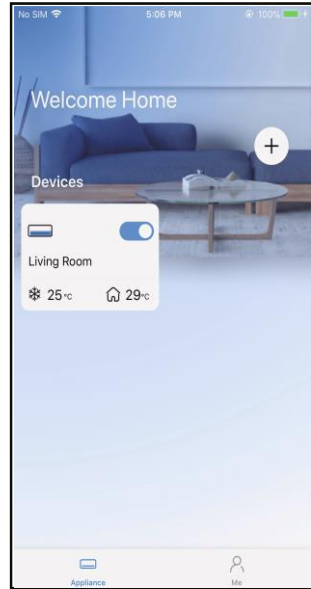 No SIM 5:06 PM 100%
Welcome Home
+
Devices
Living Room
25°C 29°C
Appliance Me